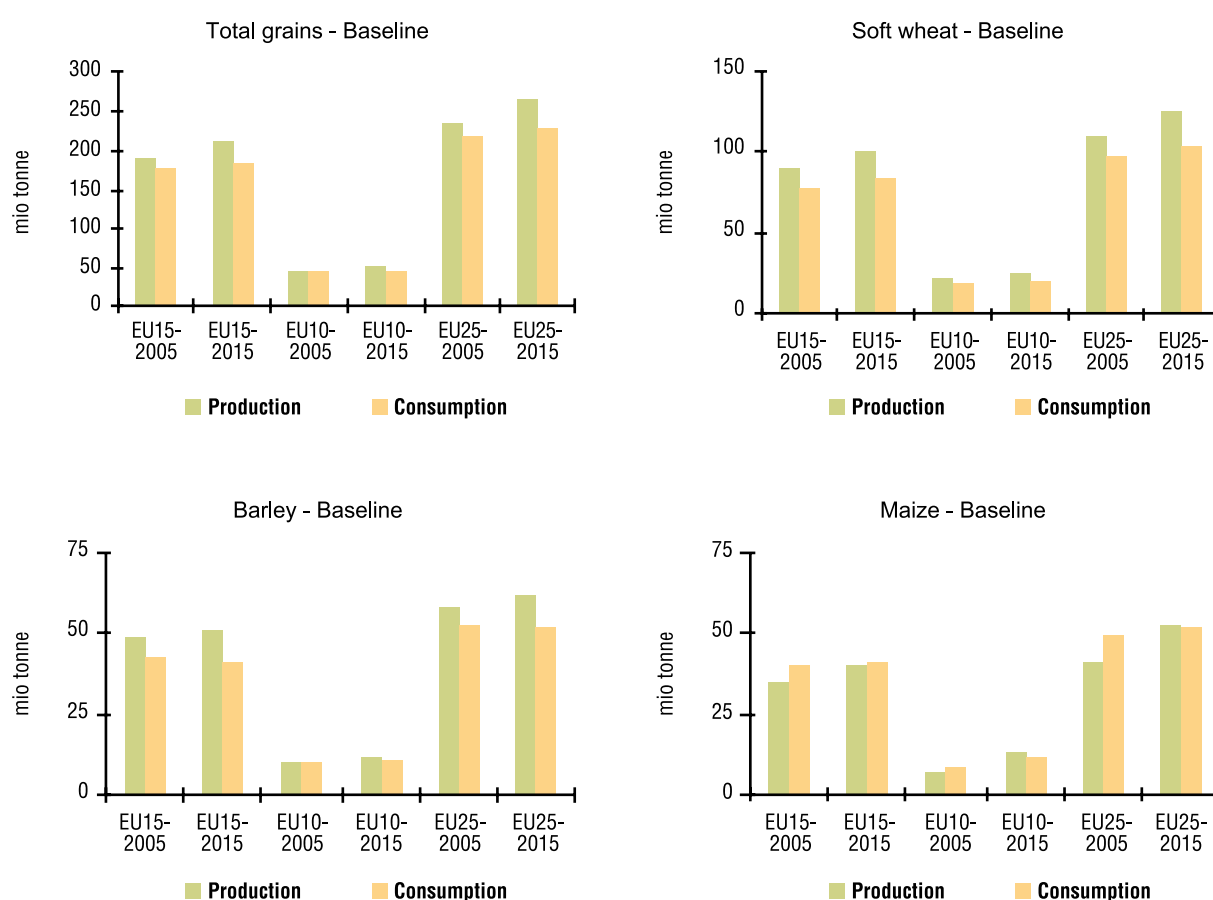 Total grains - Baseline
300
250
200
150
100
50
0
mio tonne
EU15-2005
EU15-2015
EU10-2005
EU10-2015
EU25-2005
EU25-2015
Production Consumption
Soft wheat - Baseline
150
100
50
0
mio tonne
EU15-2005
EU15-2015
EU10-2005
EU10-2015
EU25-2005
EU25-2015
Production Consumption
Barley - Baseline
75
50
25
0
mio tonne
EU15-2005
EU15-2015
EU10-2005
EU10-2015
EU25-2005
EU25-2015
Production Consumption
Maize - Baseline
75
50
25
0
mio tonne
EU15-2005
EU15-2015
EU10-2005
EU10-2015
EU25-2005
EU25-2015
Production Consumption